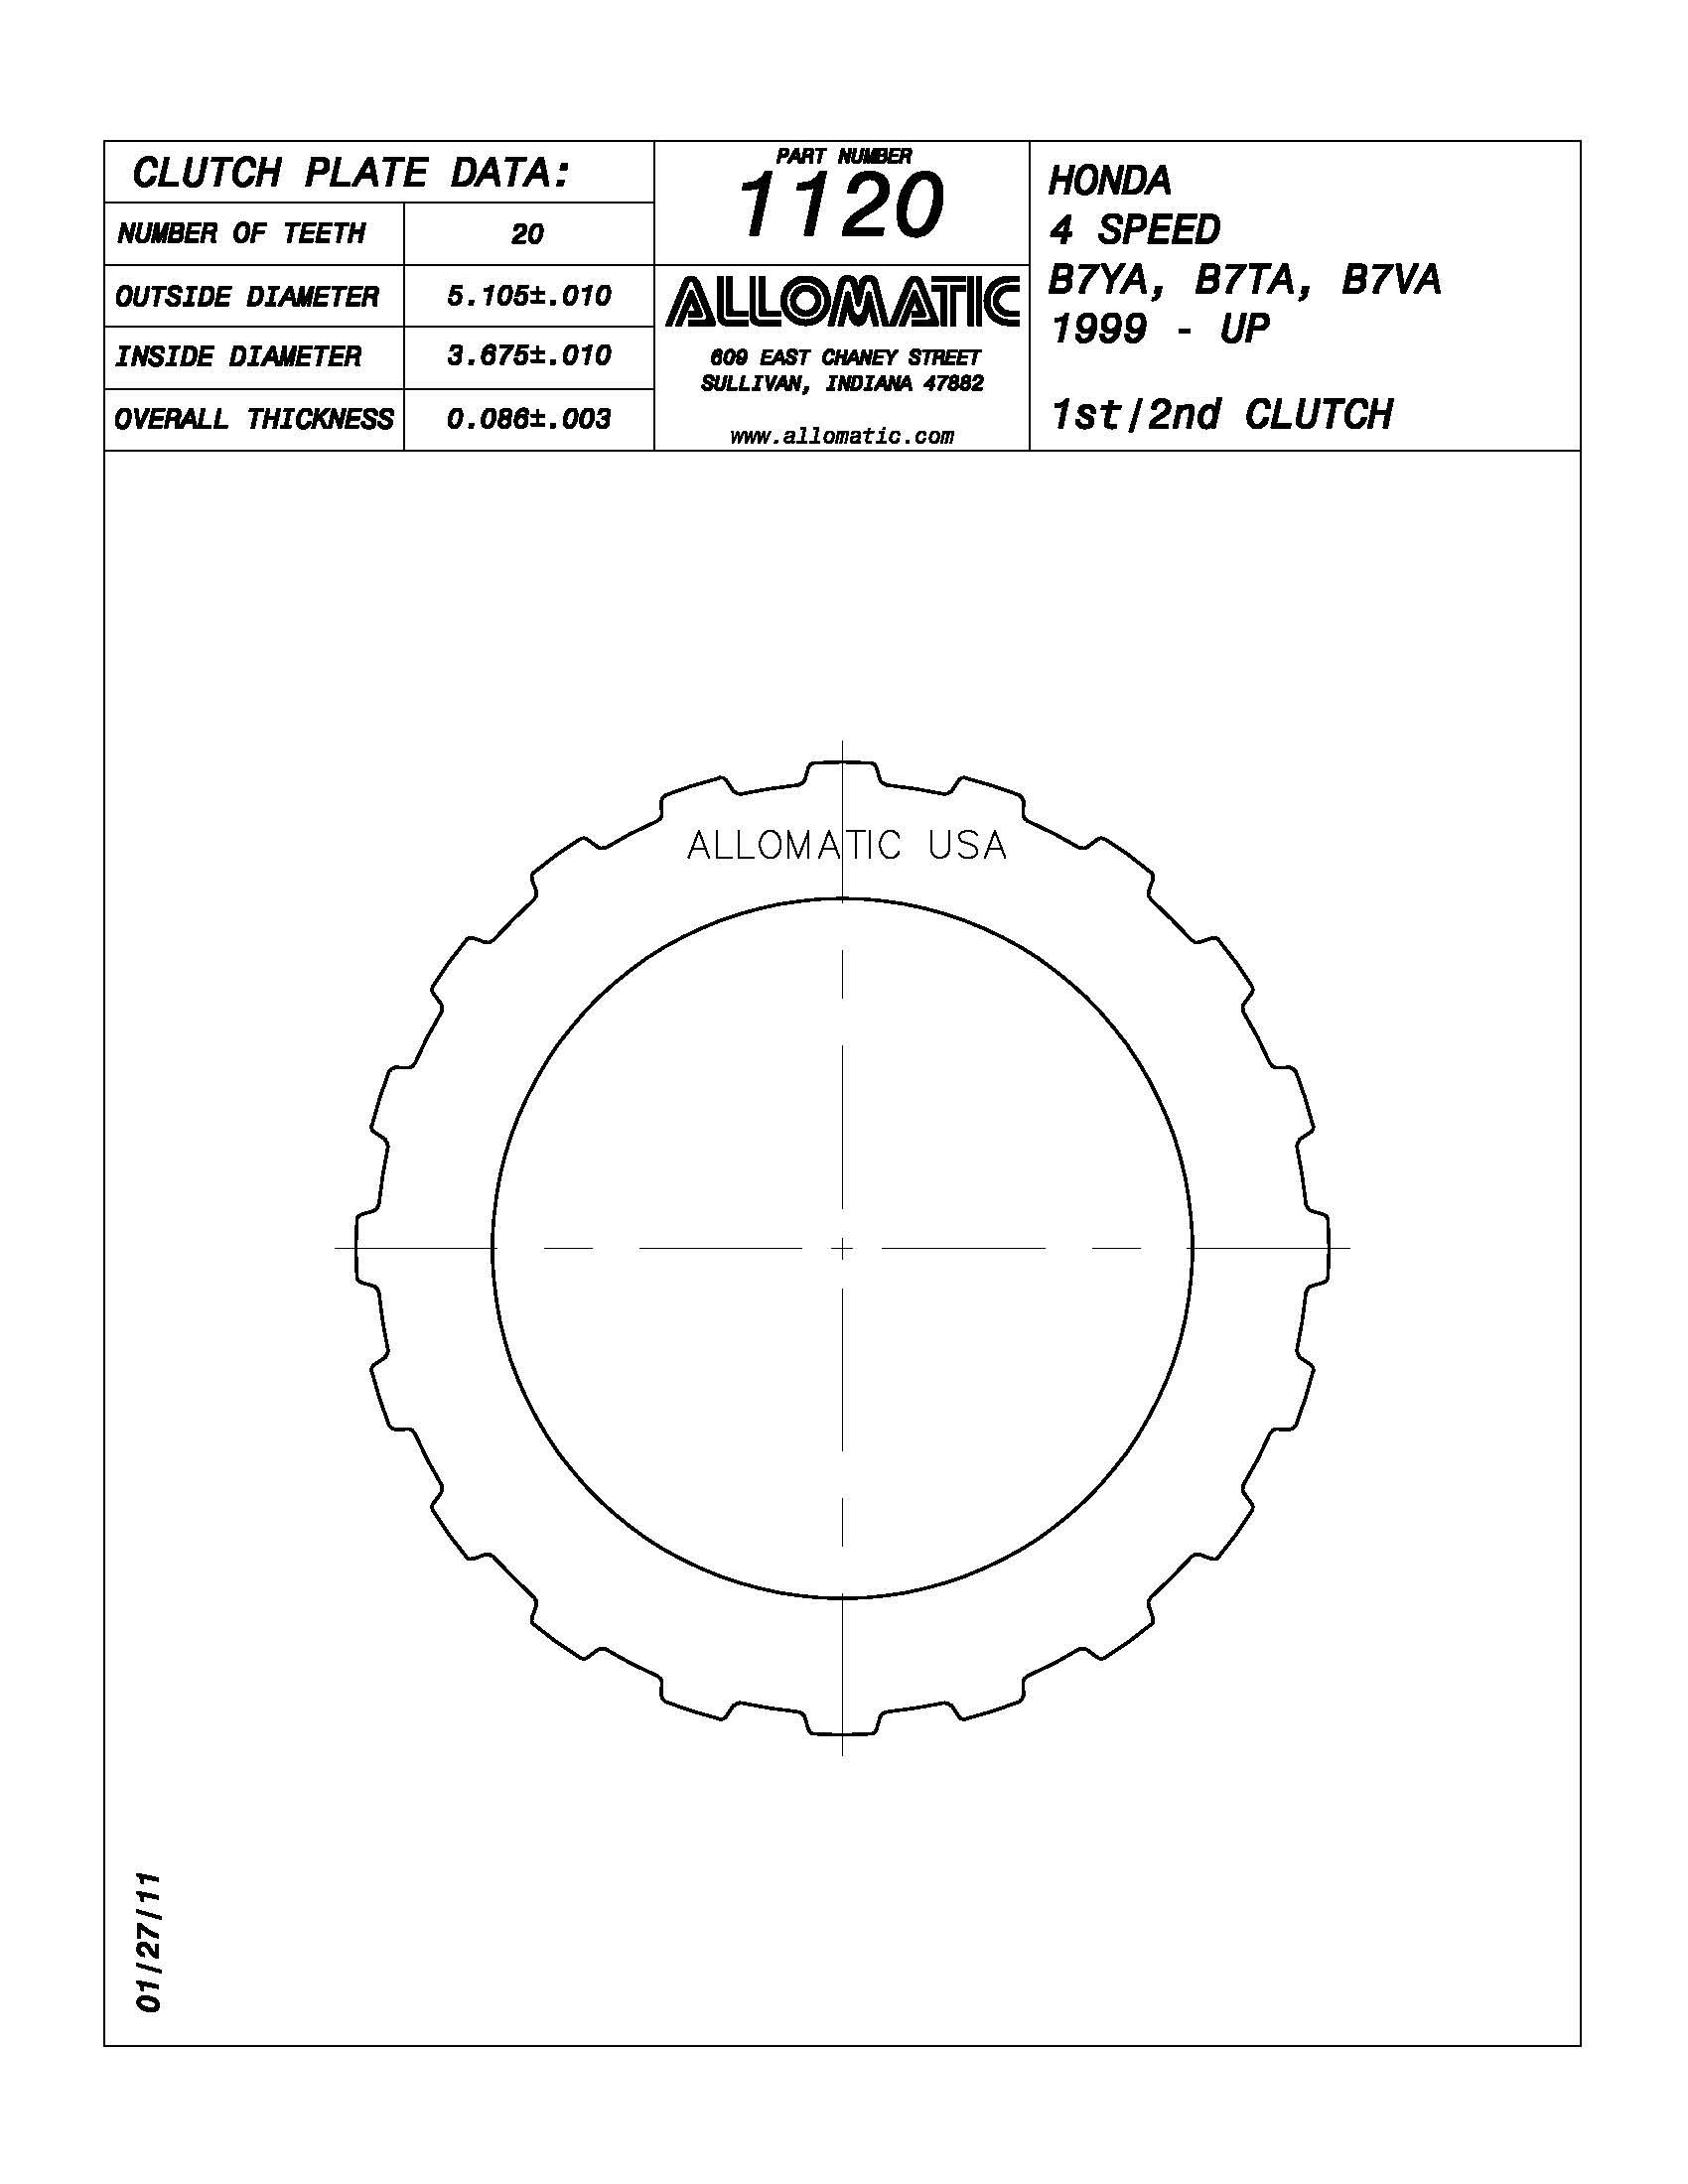 CLUTCH PLATE DATA:
NUMBER OF TEETH 20
OUTSIDE DIAMETER 5.105±.010
INSIDE DIAMETER 3.675±.010
OVERALL THICKNESS 0.086±.003
PART NUMBER
1120
ALLOMATIC
609 EAST CHANEY STREET
SULLIVAN, INDIANA 47882
www.allomatic.com
HONDA
4 SPEED
B7YA, B7TA, B7VA
1999 - UP
1st/2nd CLUTCH
ALLOMATIC USA
01/27/11